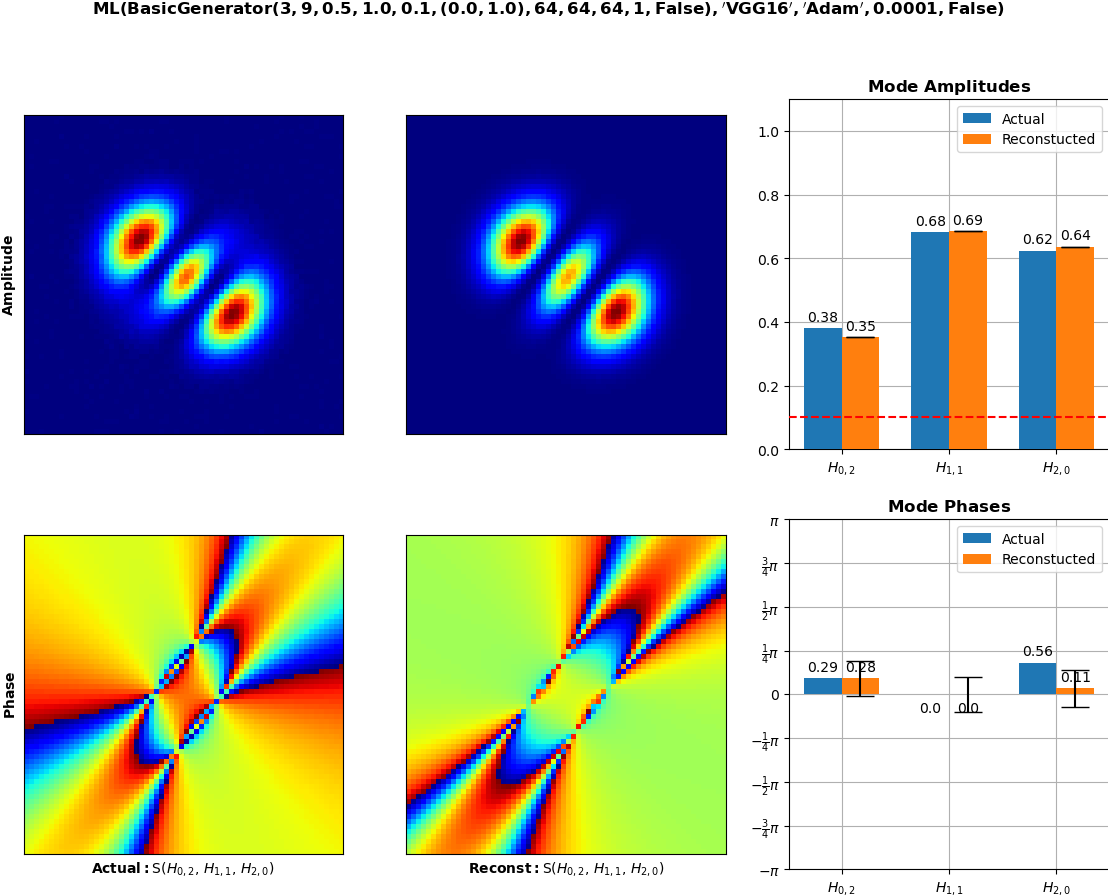 ML(BasicGenerator(3, 9, 0.5, 1.0, 0.1, (0.0, 1.0), 64, 64, 64, 1, False), ′VGG16′, ′Adam′, 0.0001, False)
Mode Amplitudes
Amplitude
1.0
0.8
0.6
0.4
0.2
0.0
Actual
Reconstucted
0.38
0.35
0.68
0.69
0.62
0.64
H0, 2
H1, 1
H2, 0
Mode Phases
Phase
π
3/4π
1/2π
1/4π
0
−1/4π
−1/2π
−3/4π
−π
Actual
Reconstucted
0.29
0.28
0.0
0.0
0.56
0.11
H0, 2
H1, 1
H2, 0
Actual: S(H0, 2, H1, 1, H2, 0)
Reconst: S(H0, 2, H1, 1, H2, 0)